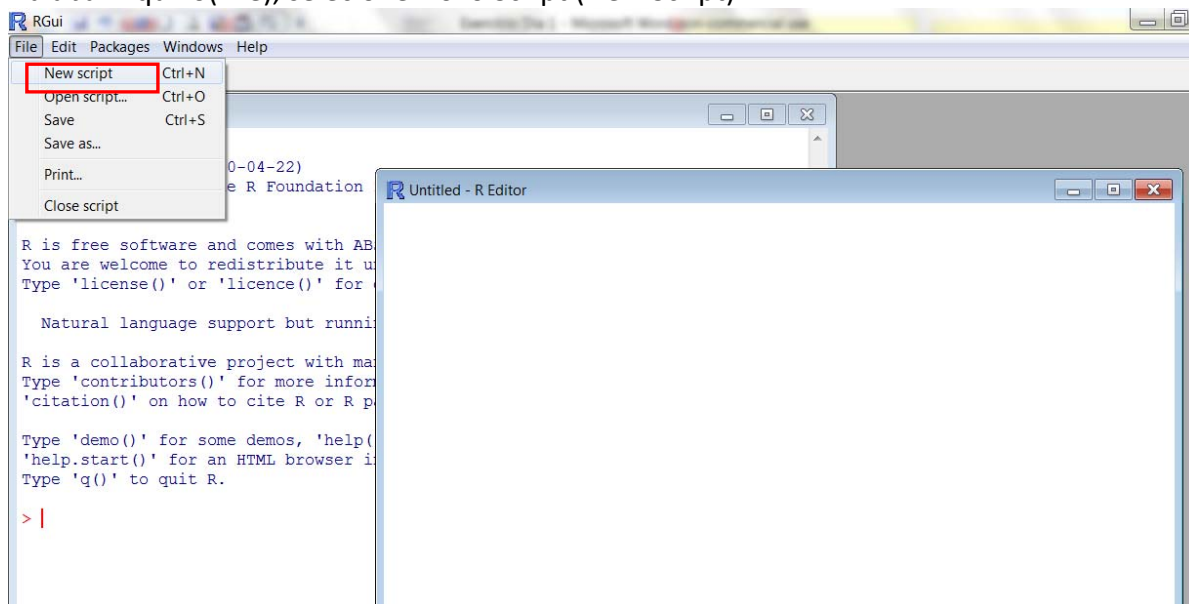 RGui
File Edit Packages Windows Help
New script Ctrl+N
Open script... Ctrl+O
Save Ctrl+S
Save as...
Print...
Close script
0-04-22)
e R Foundation
R is free software and comes with AB
You are welcome to redistribute it u
Type 'license()' or 'licence()' for
Natural language support but runni
R is a collaborative project with ma
Type 'contributors()' for more infor
'citation()' on how to cite R or R p
Type 'demo()' for some demos, 'help(
'help.start()' for an HTML browser i
Type 'q()' to quit R.
> |
Untitled - R Editor